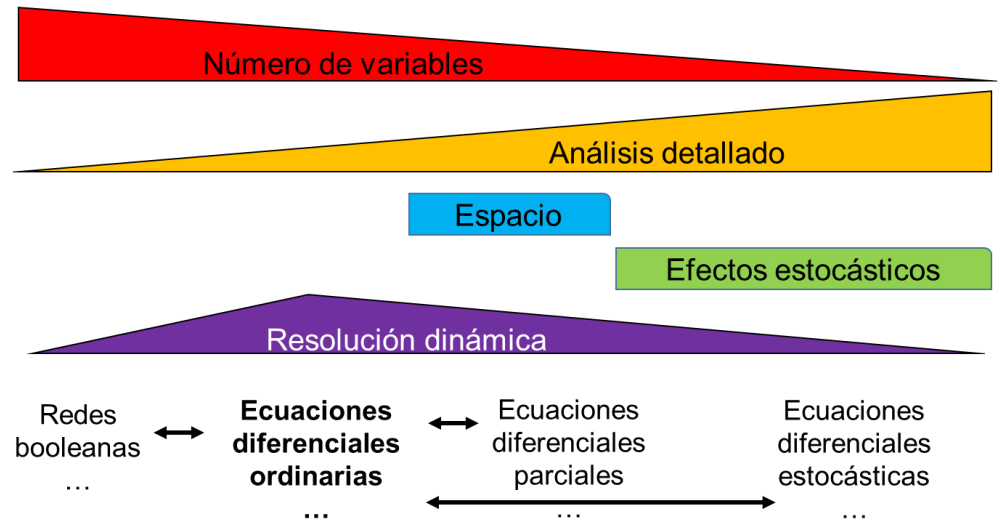 Número de variables
Análisis detallado
Espacio
Efectos estocásticos
Resolución dinámica
Redes
booleanas
…
Ecuaciones
diferenciales
ordinarias
…
Ecuaciones
diferenciales
parciales
…
Ecuaciones
diferenciales
estocásticas
…